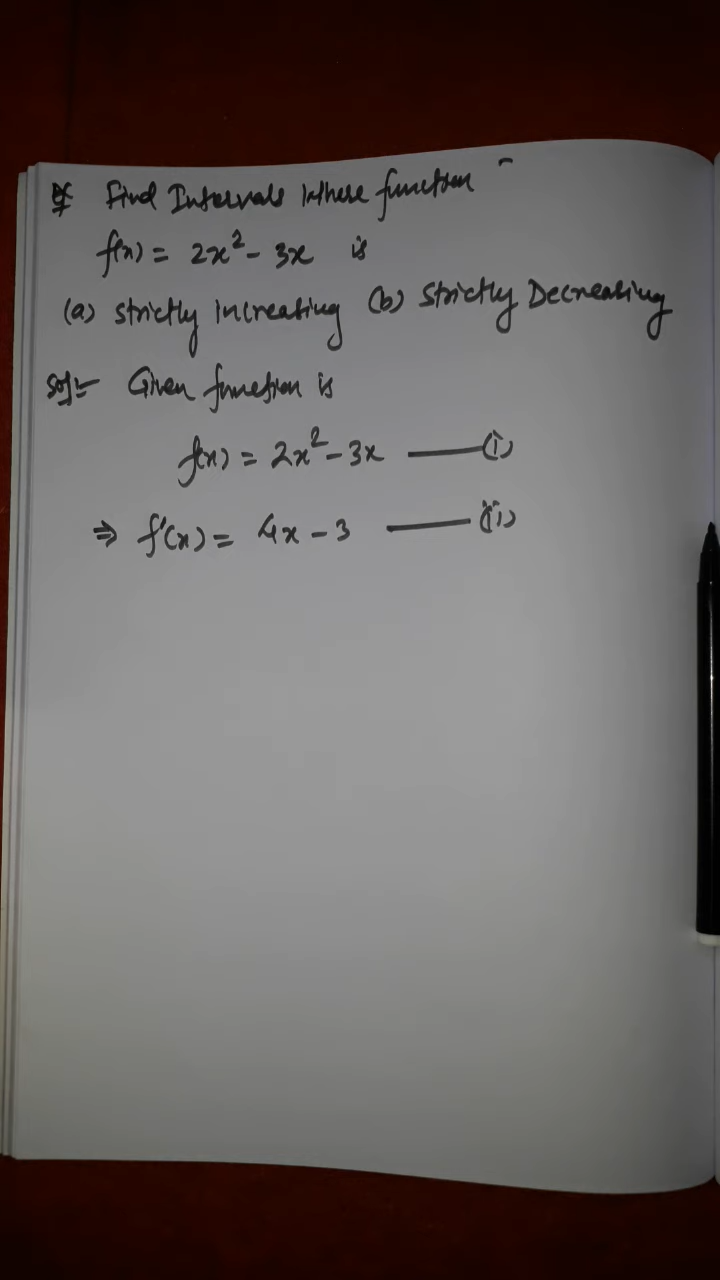 Find Intervals Where function
f(x) = 2x² - 3x is
(a) strictly increasing (b) Strictly Decreasing
Sol:- Given function is
f(x) = 2x² - 3x —— (i)
⇒ f'(x) = 4x - 3 —— (ii)